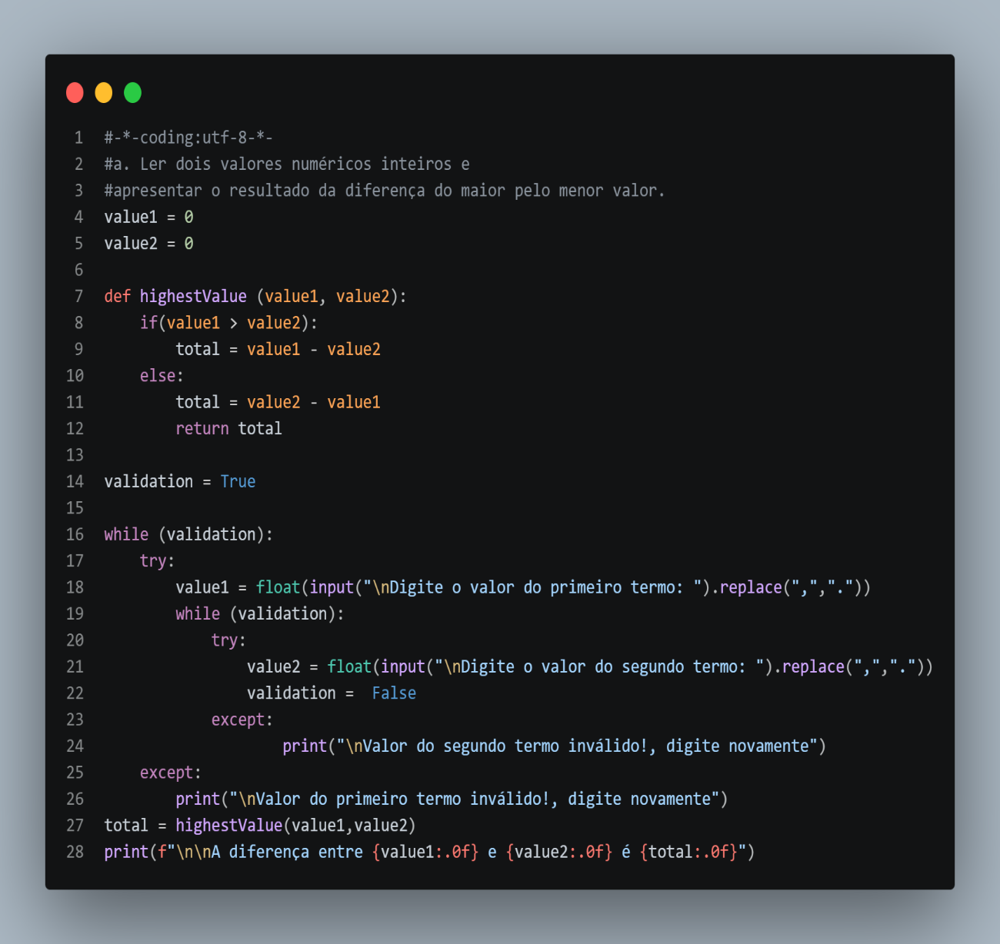 1 #-*-coding:utf-8-*-
2 #a. Ler dois valores numéricos inteiros e
3 #apresentar o resultado da diferença do maior pelo menor valor.
4 value1 = 0
5 value2 = 0
6
7 def highestValue (value1, value2):
8     if(value1 > value2):
9         total = value1 - value2
10     else:
11         total = value2 - value1
12         return total
13
14 validation = True
15
16 while (validation):
17     try:
18         value1 = float(input("\nDigite o valor do primeiro termo: ").replace(",","."))
19         while (validation):
20             try:
21                 value2 = float(input("\nDigite o valor do segundo termo: ").replace(",","."))
22                 validation =  False
23             except:
24                     print("\nValor do segundo termo inválido!, digite novamente")
25     except:
26         print("\nValor do primeiro termo inválido!, digite novamente")
27 total = highestValue(value1,value2)
28 print(f"\n\nA diferença entre {value1:.0f} e {value2:.0f} é {total:.0f}")